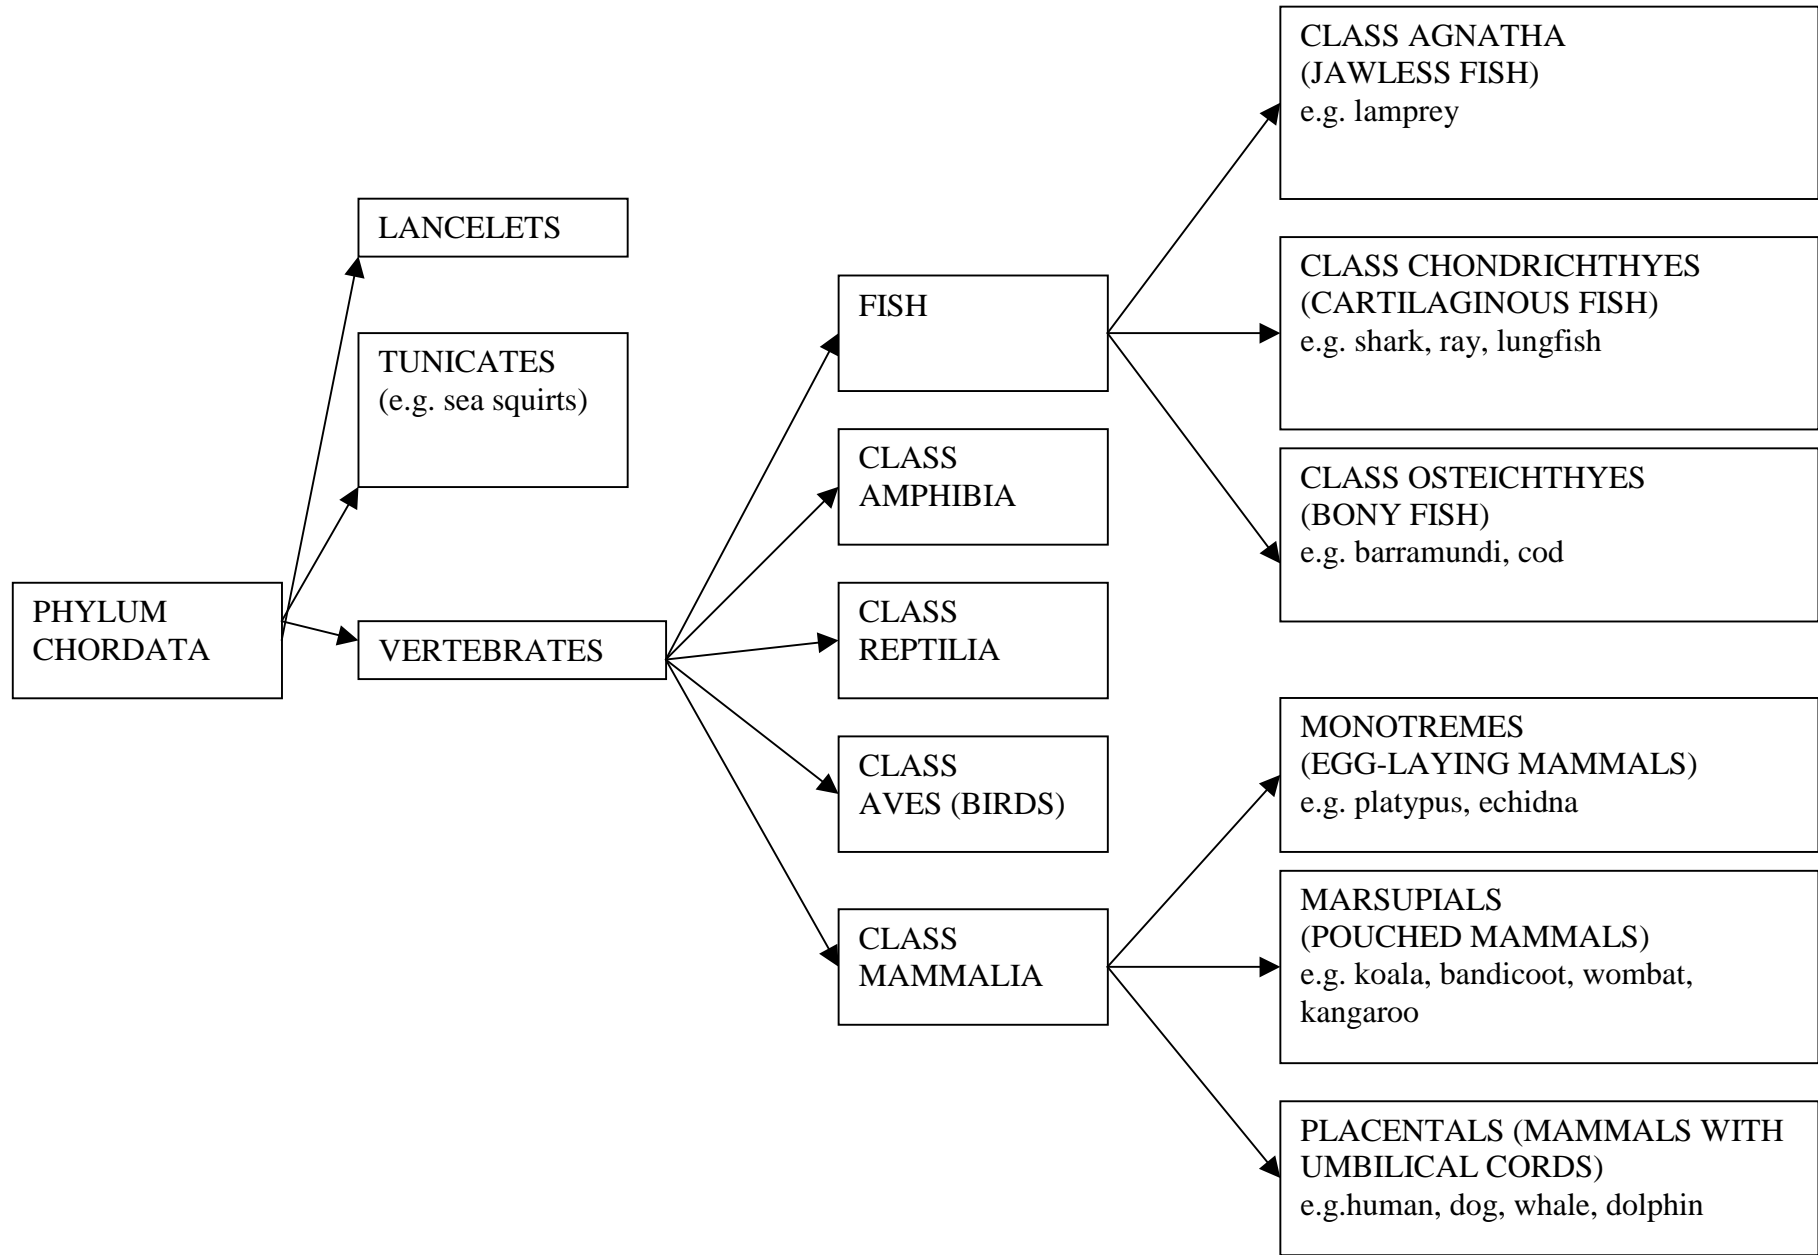 PHYLUM
CHORDATA
LANCELETS
TUNICATES
(e.g. sea squirts)
VERTEBRATES
FISH
CLASS
AMPHIBIA
CLASS
REPTILIA
CLASS
AVES (BIRDS)
CLASS
MAMMALIA
CLASS AGNATHA
(JAWLESS FISH)
e.g. lamprey
CLASS CHONDRICHTHYES
(CARTILAGINOUS FISH)
e.g. shark, ray, lungfish
CLASS OSTEICHTHYES
(BONY FISH)
e.g. barramundi, cod
MONOTREMES
(EGG-LAYING MAMMALS)
e.g. platypus, echidna
MARSUPIALS
(POUCHED MAMMALS)
e.g. koala, bandicoot, wombat,
kangaroo
PLACENTALS (MAMMALS WITH
UMBILICAL CORDS)
e.g.human, dog, whale, dolphin